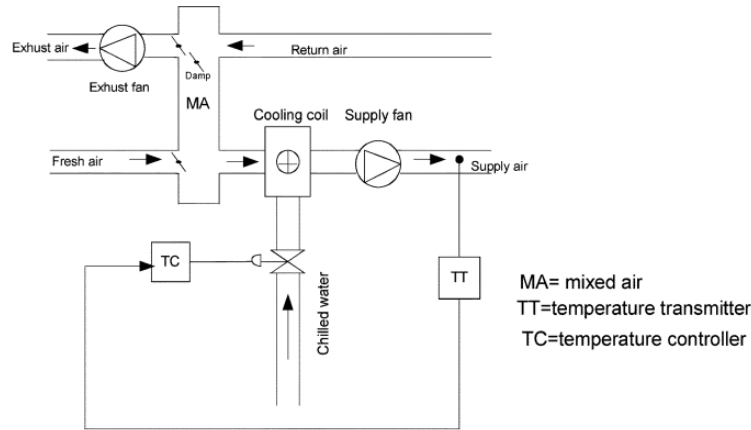 Exhust air
Return air
Damp
Exhust fan
MA
Cooling coil
Supply fan
Fresh air
Supply air
TC
TT
Chilled water
MA= mixed air
TT=temperature transmitter
TC=temperature controller